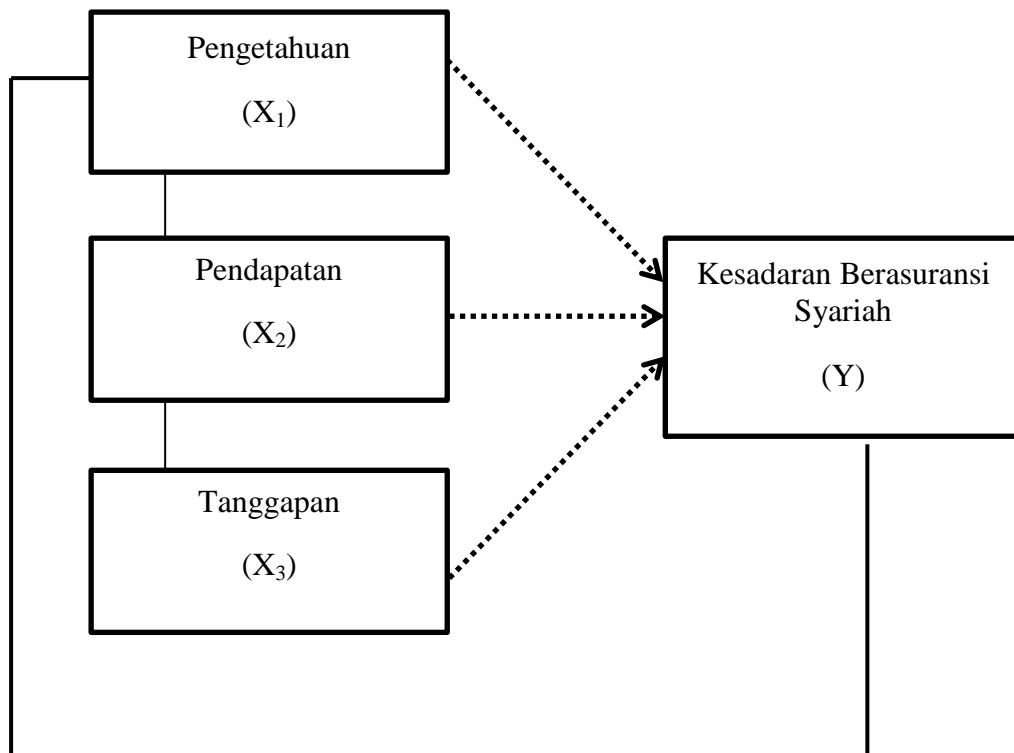 Pengetahuan
(X₁)
Pendapatan
(X₂)
Tanggapan
(X₃)
Kesadaran Berasuransi
Syariah
(Y)